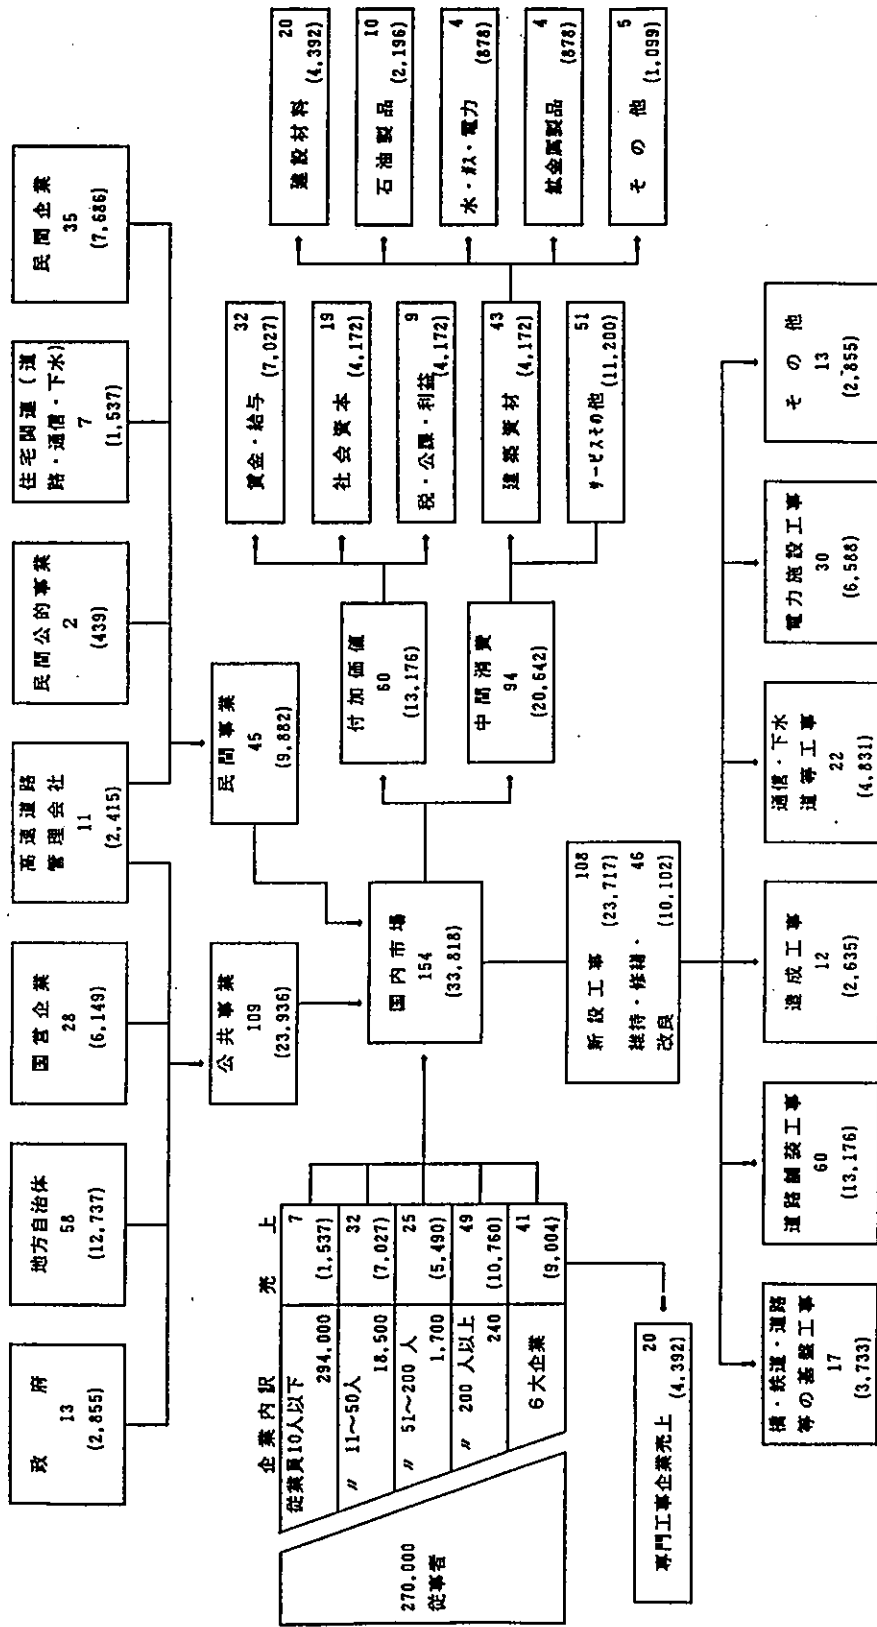 政府
13
(2,855)
地方自治体
58
(12,737)
国営企業
28
(6,149)
高速道路
管理会社
11
(2,415)
民間公的事業
2
(439)
住宅関連(道
路・通信・下水)
7
(1,537)
民間企業
35
(7,686)
公共事業
109
(23,936)
民間事業
45
(9,882)
企業内訳
売上
従業員10人以下
294,000
7
(1,537)
〃 11~50人
18,500
32
(7,027)
〃 51~200人
1,700
25
(5,490)
〃 200人以上
240
49
(10,760)
6大企業
41
(9,004)
270,000
従事者
専門工事企業売上
20
(4,392)
国内市場
154
(33,818)
付加価値
60
(13,176)
中間消費
94
(20,642)
賃金・給与
32
(7,027)
社会資本
19
(4,172)
税・公課・利益
9
(4,172)
建築資材
43
(4,172)
サービスその他
51
(11,200)
建設材料
20
(4,392)
石油製品
10
(2,196)
水・ガス・電力
4
(878)
鉱金属製品
4
(878)
その他
5
(1,099)
新設工事
108
(23,717)
維持・修繕・
改良
46
(10,102)
橋・鉄道・道路
等の基盤工事
17
(3,733)
道路舗装工事
60
(13,176)
造成工事
12
(2,635)
通信・下水
道等工事
22
(4,831)
電力施設工事
30
(6,588)
その他
13
(2,855)